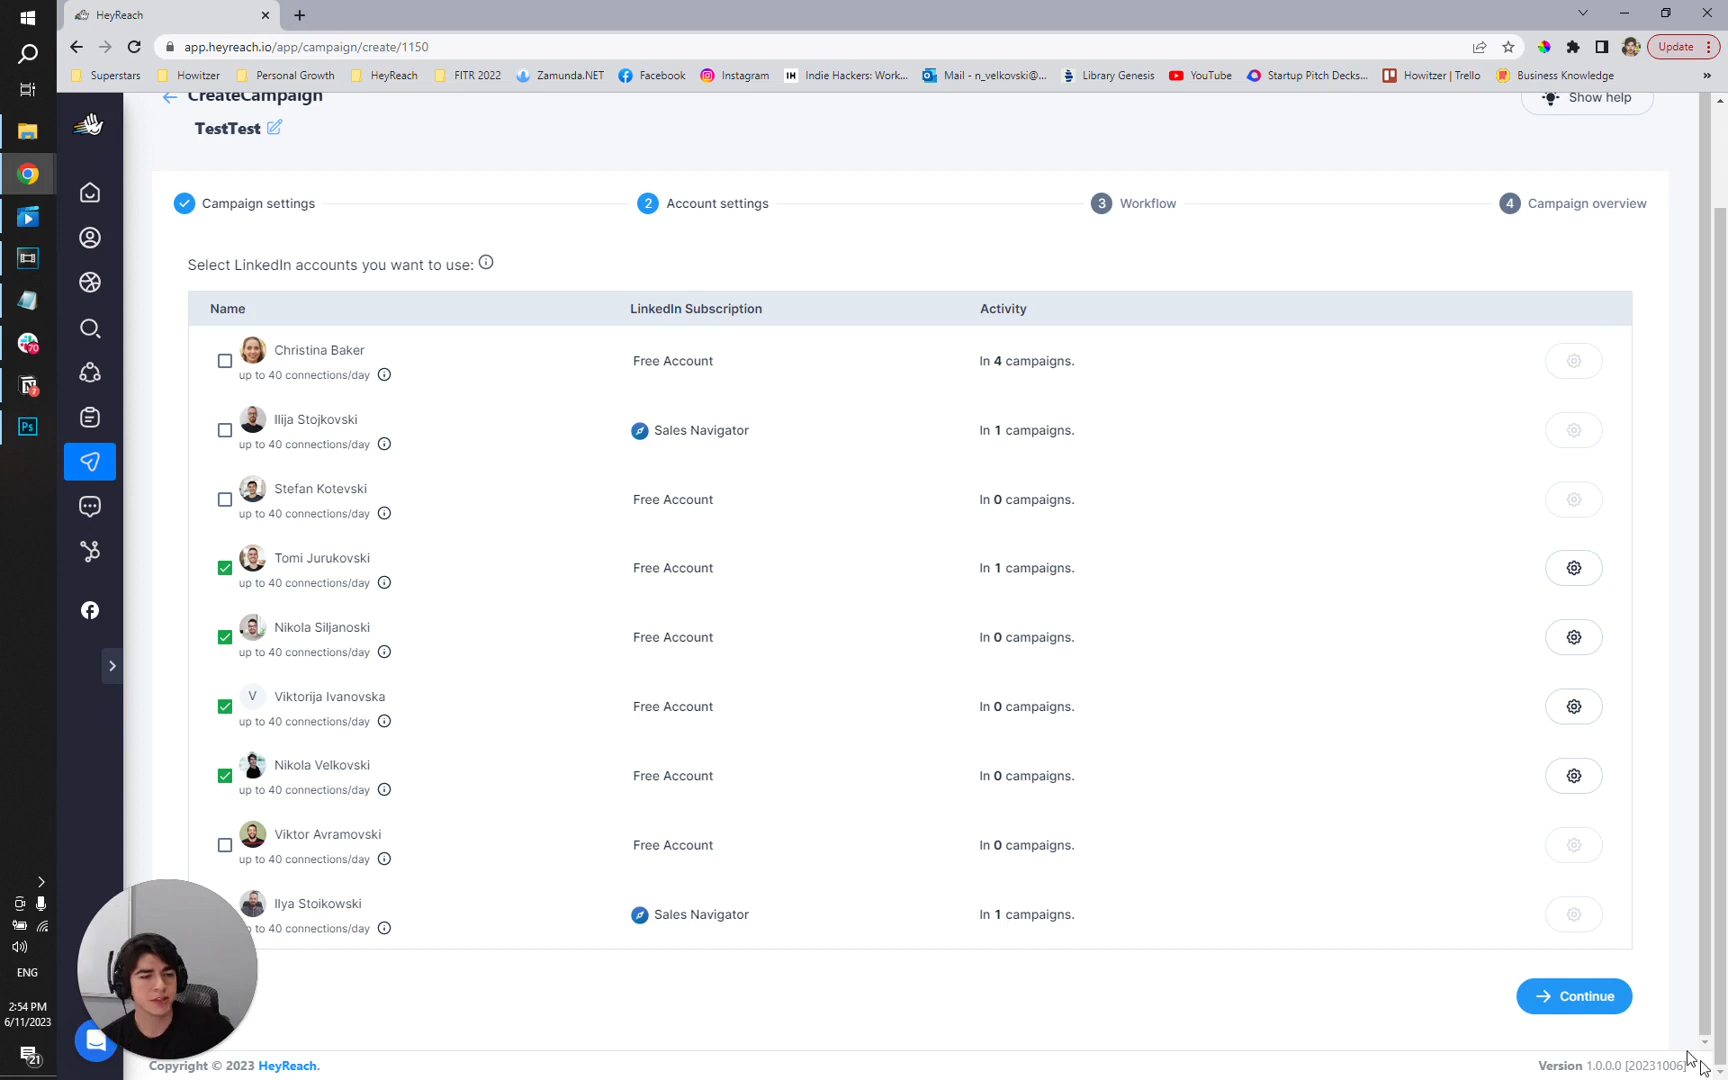 HeyReach
app.heyreach.io/app/campaign/create/1150
Update
Superstars
Howitzer
Personal Growth
HeyReach
FITR 2022
Zamunda.NET
Facebook
Instagram
IH Indie Hackers: Work...
Mail - n_velkovski@...
Library Genesis
YouTube
Startup Pitch Decks...
Howitzer | Trello
Business Knowledge
»
CreateCampaign
Show help
TestTest
Campaign settings
2 Account settings
3 Workflow
4 Campaign overview
Select LinkedIn accounts you want to use:
Name LinkedIn Subscription Activity
Christina Baker
up to 40 connections/day
Free Account
In 4 campaigns.
Ilija Stojkovski
up to 40 connections/day
Sales Navigator
In 1 campaigns.
Stefan Kotevski
up to 40 connections/day
Free Account
In 0 campaigns.
Tomi Jurukovski
up to 40 connections/day
Free Account
In 1 campaigns.
Nikola Siljanoski
up to 40 connections/day
Free Account
In 0 campaigns.
V Viktorija Ivanovska
up to 40 connections/day
Free Account
In 0 campaigns.
Nikola Velkovski
up to 40 connections/day
Free Account
In 0 campaigns.
Viktor Avramovski
up to 40 connections/day
Free Account
In 0 campaigns.
Ilya Stoikowski
to 40 connections/day
Sales Navigator
In 1 campaigns.
Continue
Copyright © 2023 HeyReach.
Version 1.0.0.0 [20231006]
70
7
Ps
ENG
2:54 PM
6/11/2023
21